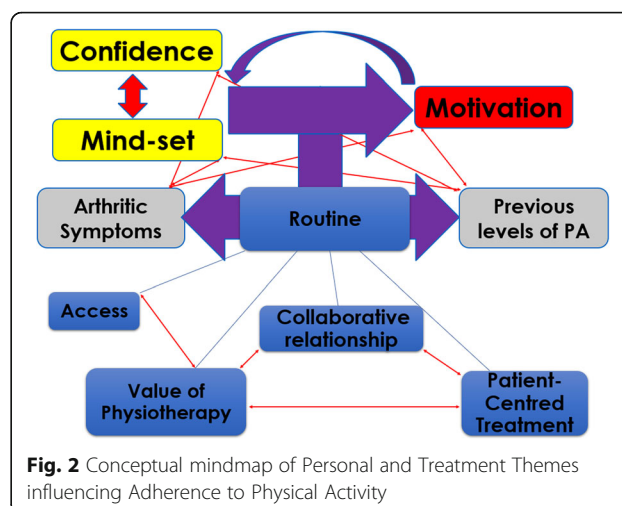 Confidence
Motivation
Mind-set
Arthritic
Symptoms
Routine
Previous
levels of PA
Access
Collaborative
relationship
Value of
Physiotherapy
Patient-
Centred
Treatment
Fig. 2 Conceptual mindmap of Personal and Treatment Themes
influencing Adherence to Physical Activity